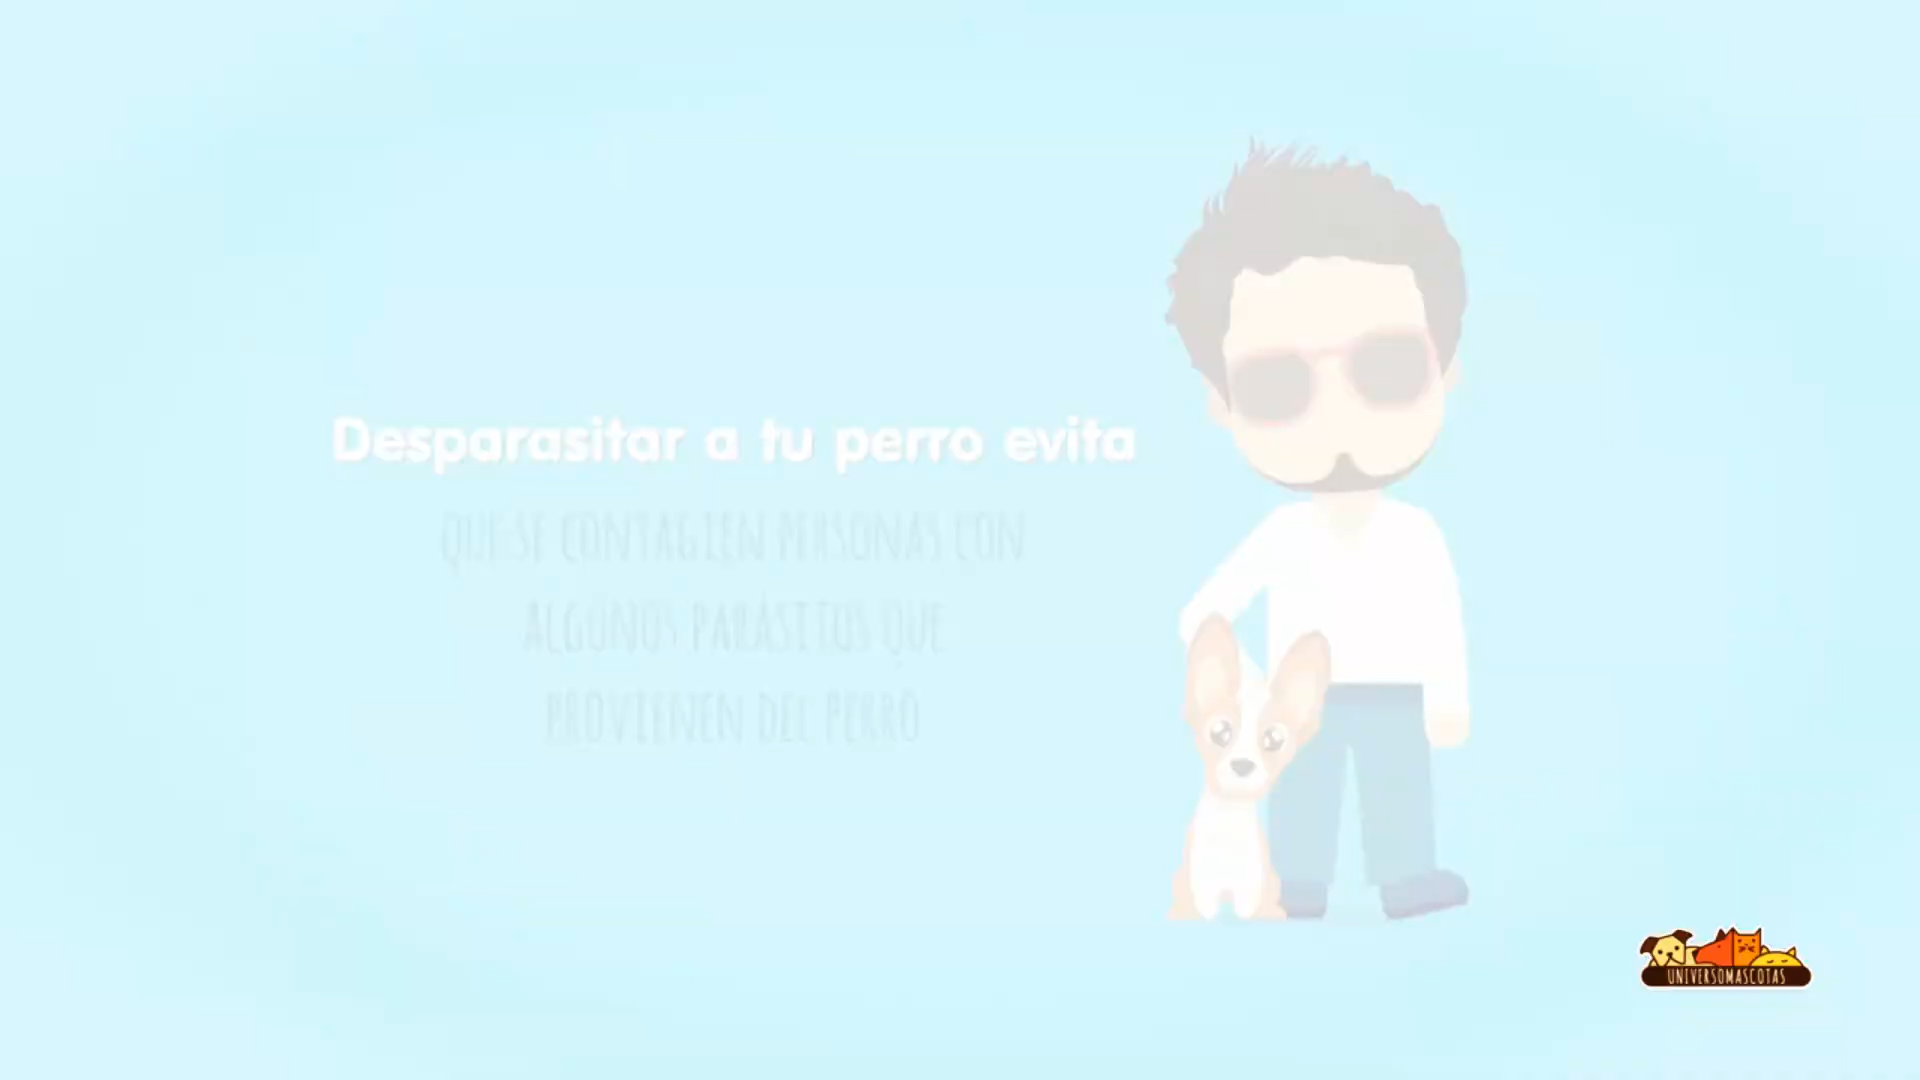 Desparasitar a tu perro evita
QUE SE CONTAGIEN PERSONAS CON
ALGUNOS PARÁSITOS QUE
PROVIENEN DEL PERRO
UNIVERSOMASCOTAS